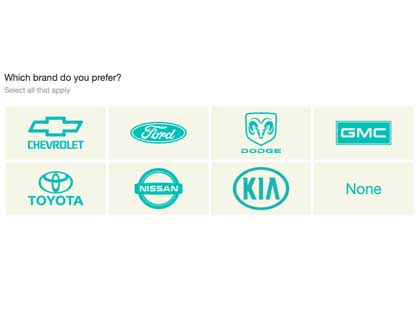 Which brand do you prefer?
Select all that apply
CHEVROLET
Ford
DODGE
GMC
TOYOTA
NISSAN
KIA
None